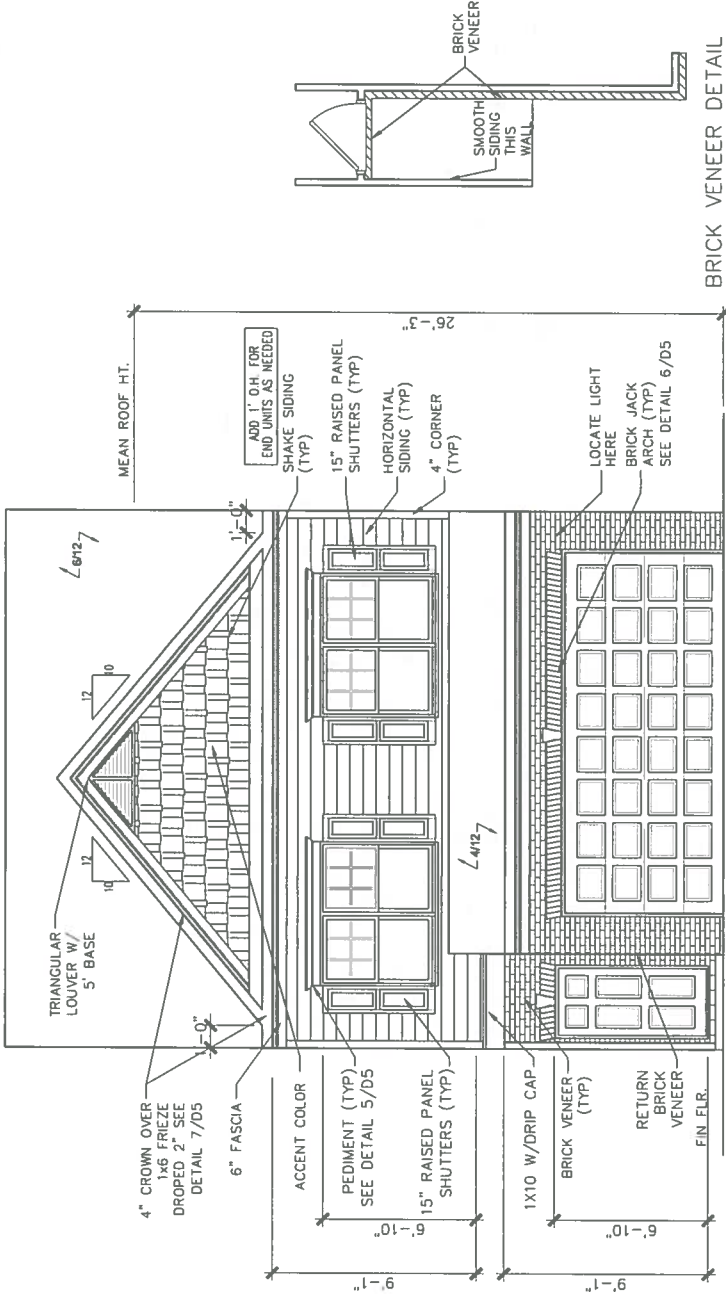 MEAN ROOF HT.
TRIANGULAR
LOUVER W/
5' BASE
12
10
12
10
6/12
4" CROWN OVER
1x6 FRIEZE
DROPED 2" SEE
DETAIL 7/D5
-0"
1'-0"
ADD 1' O.H. FOR
END UNITS AS NEEDED
SHAKE SIDING
(TYP)
6" FASCIA
ACCENT COLOR
15" RAISED PANEL
SHUTTERS (TYP)
HORIZONTAL
SIDING (TYP)
4" CORNER
(TYP)
PEDIMENT (TYP)
SEE DETAIL 5/D5
15" RAISED PANEL
SHUTTERS (TYP)
4/12
1X10 W/DRIP CAP
BRICK VENEER
(TYP)
RETURN
BRICK
VENEER
FIN FLR.
LOCATE LIGHT
HERE
BRICK JACK
ARCH (TYP)
SEE DETAIL 6/D5
9'-1"
6'-10"
9'-1"
6'-10"
26'-3"
SMOOTH
SIDING
THIS
WALL
BRICK
VENEER
BRICK VENEER DETAIL